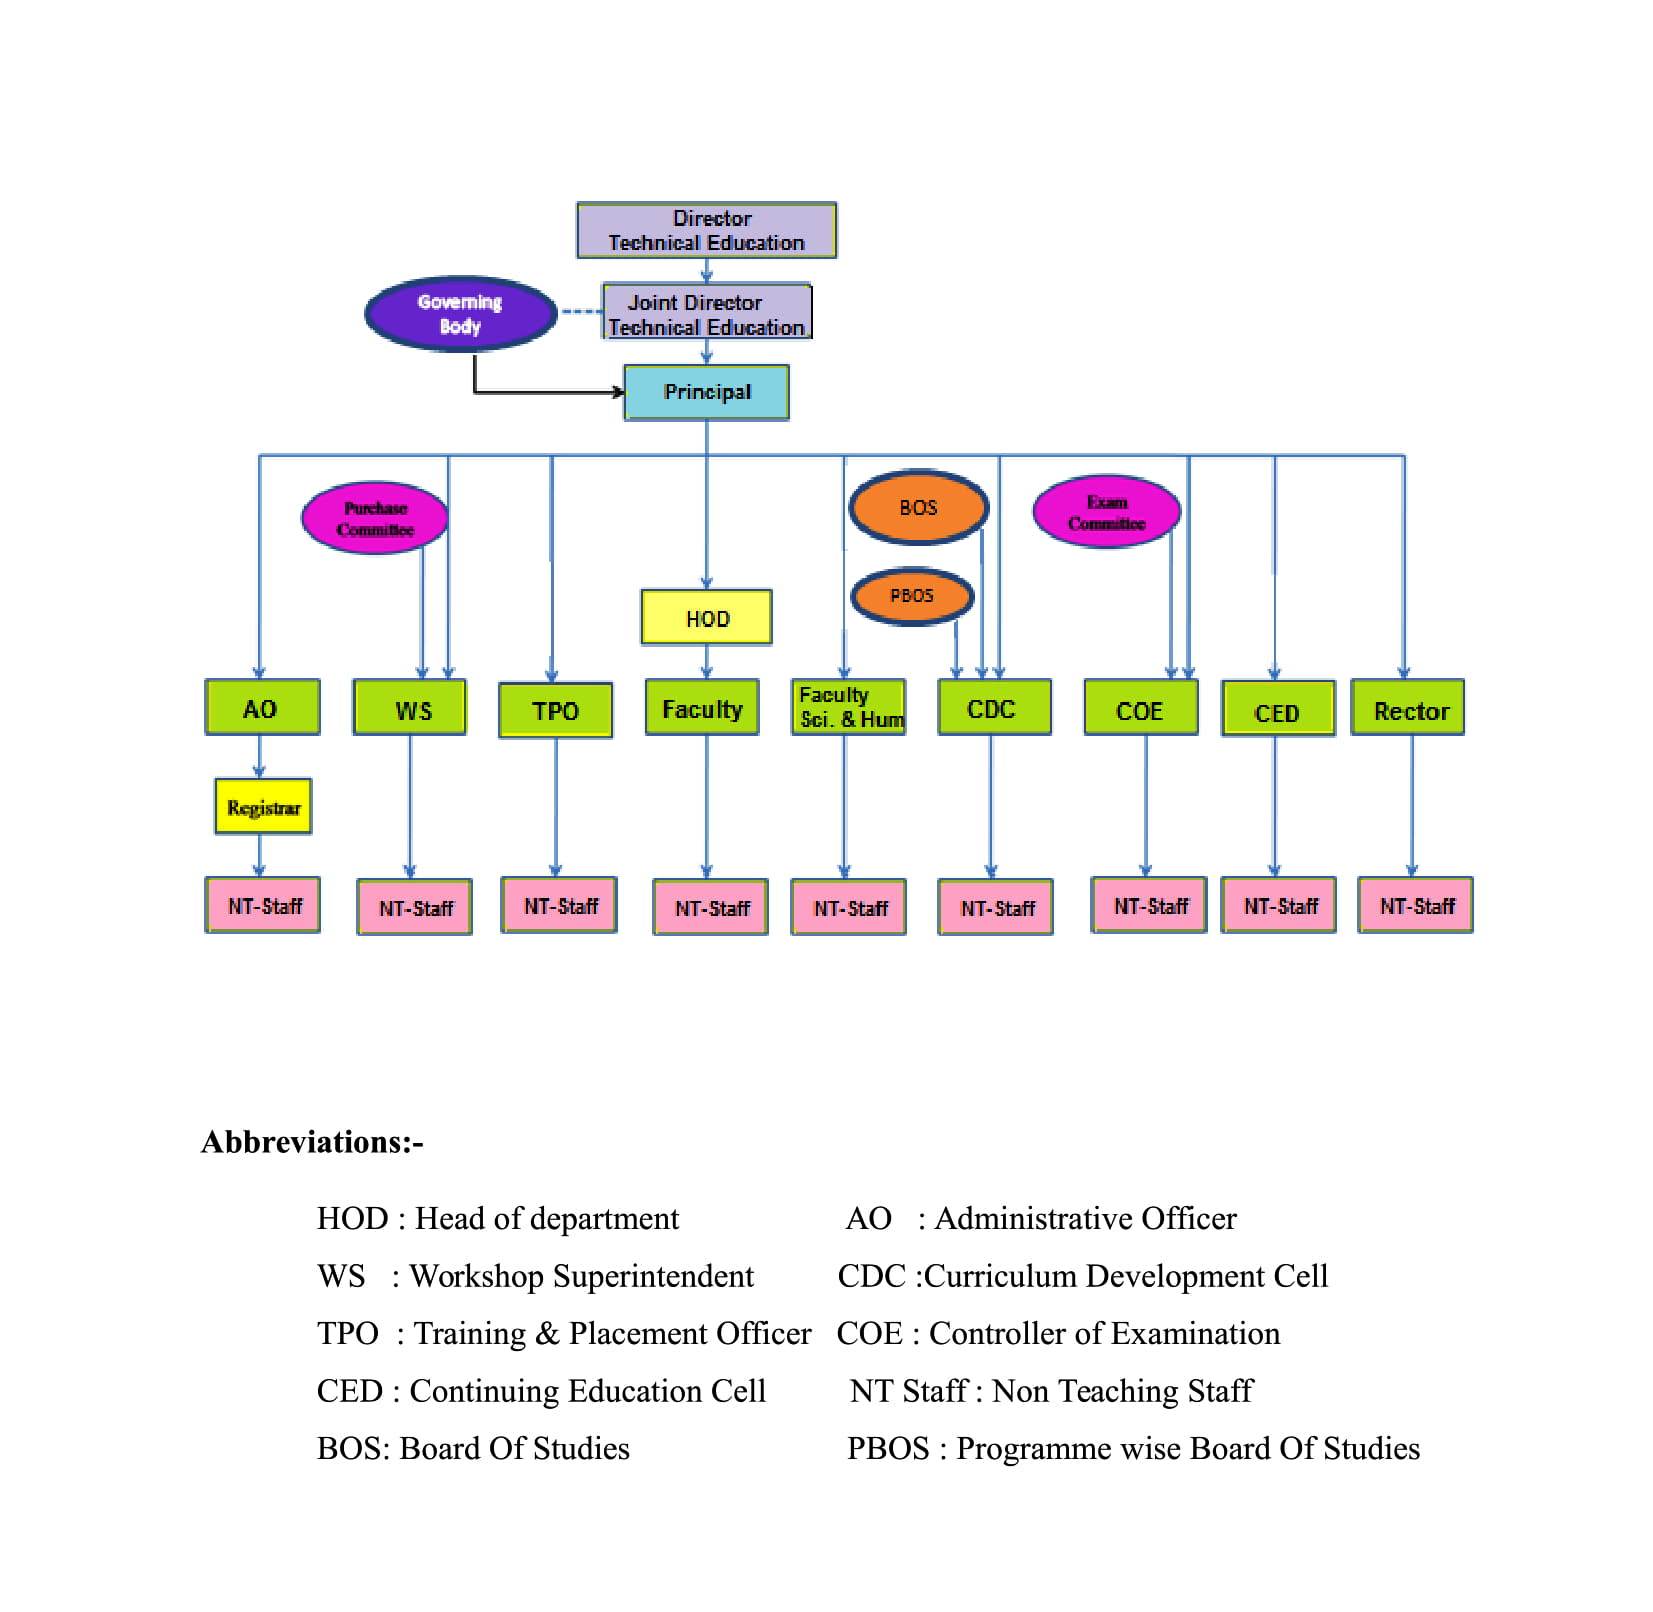 Director
Technical Education
Governing
Body
Joint Director
Technical Education
Principal
Purchase
Committee
BOS
Exam
Committee
PBOS
HOD
AO
WS
TPO
Faculty
Faculty
Sci. & Hum
CDC
COE
CED
Rector
Registrar
NT-Staff
NT-Staff
NT-Staff
NT-Staff
NT-Staff
NT-Staff
NT-Staff
NT-Staff
NT-Staff
Abbreviations:-
HOD : Head of department AO : Administrative Officer
WS : Workshop Superintendent CDC :Curriculum Development Cell
TPO : Training & Placement Officer COE : Controller of Examination
CED : Continuing Education Cell NT Staff : Non Teaching Staff
BOS: Board Of Studies PBOS : Programme wise Board Of Studies